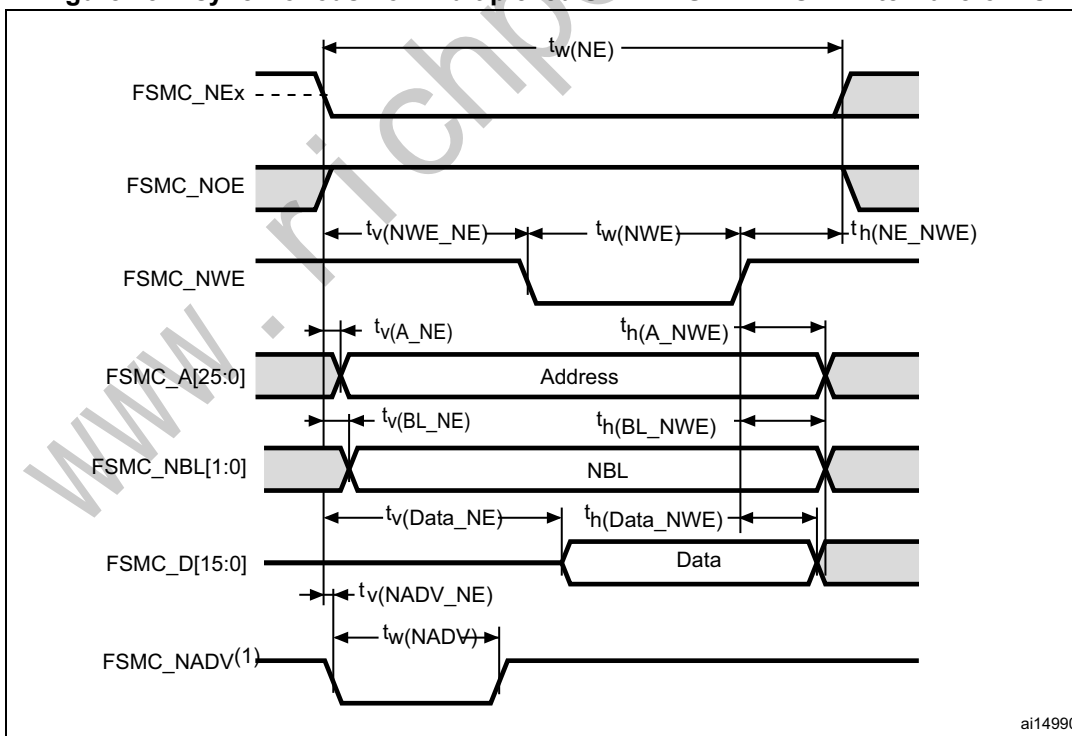 tw(NE)
FSMC_NEx
FSMC_NOE
tv(NWE_NE)
tw(NWE)
th(NE_NWE)
FSMC_NWE
tv(A_NE)
th(A_NWE)
FSMC_A[25:0]
Address
tv(BL_NE)
th(BL_NWE)
FSMC_NBL[1:0]
NBL
tv(Data_NE)
th(Data_NWE)
FSMC_D[15:0]
Data
tv(NADV_NE)
tw(NADV)
FSMC_NADV(1)
ai14990